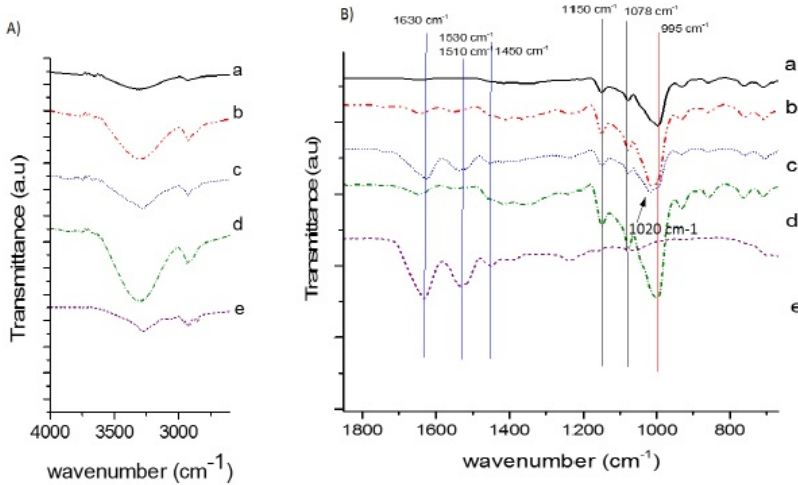 A)
a
b
c
d
e
Transmittance (a.u)
4000 3500 3000
wavenumber (cm-1)
B)
1630 cm-1
1530 cm-1
1510 cm-1
1450 cm-1
1150 cm-1
1078 cm-1
995 cm-1
a
b
c
d
e
1020 cm-1
Transmittance (a.u)
1800 1600 1400 1200 1000 800
wavenumber (cm-1)